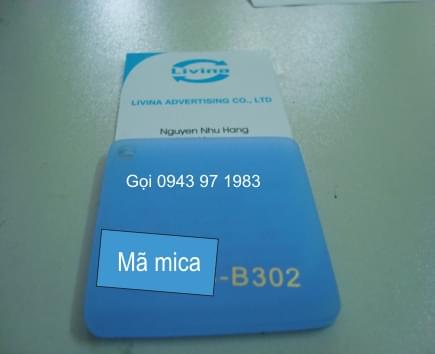 Livina
LIVINA ADVERTISING CO., LTD
Nguyen Nhu Hang
Gọi 0943 97 1983
Mã mica
-B302